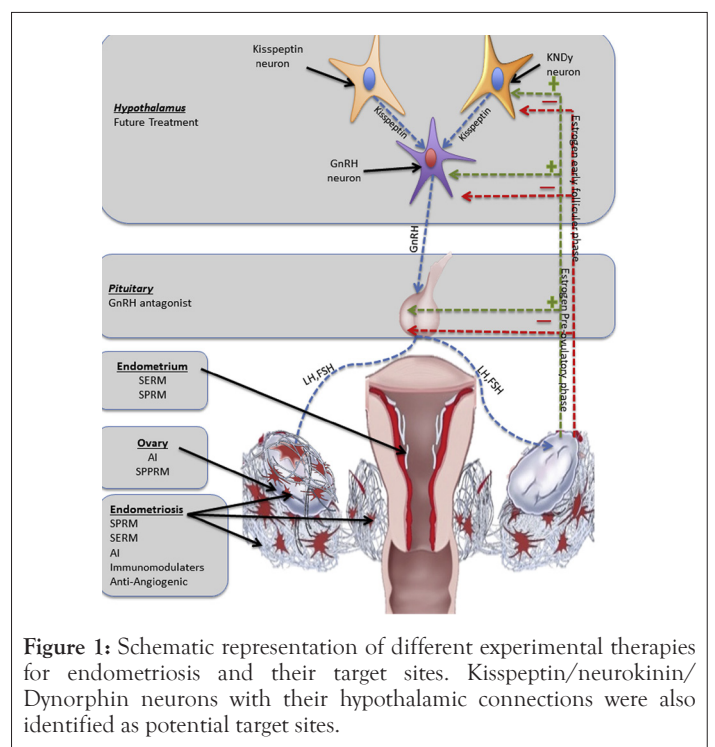 Kisspeptin
neuron
KNDy
neuron
+
−
Hypothalamus
Future Treatment
Kisspeptin
Kisspeptin
GnRH
neuron
+
−
Estrogen early follicular phase
GnRH
Pituitary
GnRH antagonist
+
−
Estrogen Pre-ovulatory phase
Endometrium
SERM
SPRM
LH,FSH
LH,FSH
Ovary
AI
SPPRM
Endometriosis
SPRM
SERM
AI
Immunomodulaters
Anti-Angiogenic
Figure 1: Schematic representation of different experimental therapies
for endometriosis and their target sites. Kisspeptin/neurokinin/
Dynorphin neurons with their hypothalamic connections were also
identified as potential target sites.